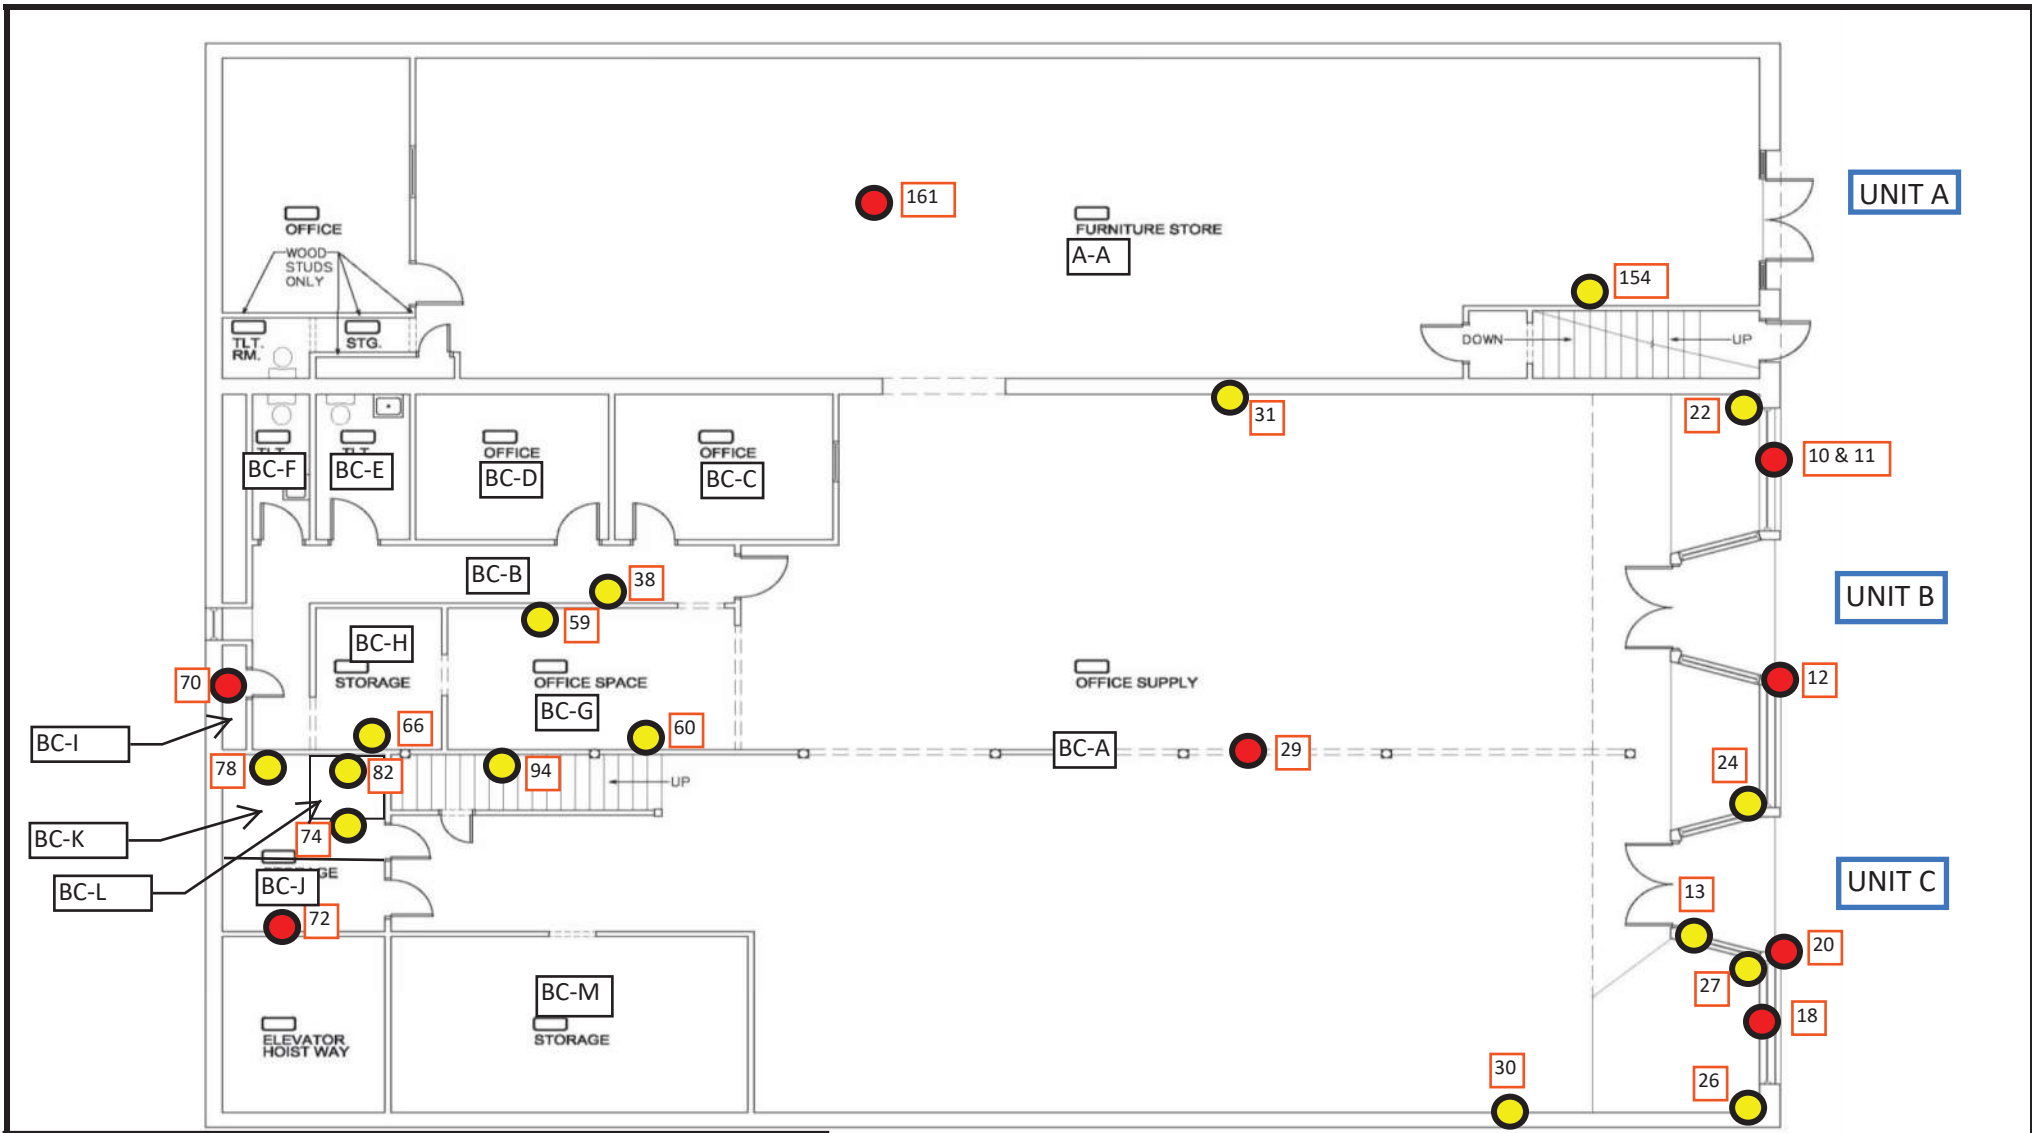 UNIT A
161
OFFICE
FURNITURE STORE
A-A
WOOD
STUDS
ONLY
154
TLT.
RM.
STG.
DOWN
UP
31
22
10 & 11
OFFICE
OFFICE
BC-F
BC-E
BC-D
BC-C
BC-B
38
UNIT B
59
BC-H
70
STORAGE
OFFICE SPACE
OFFICE SUPPLY
12
BC-G
66
60
BC-I
BC-A
29
78
82
94
UP
24
BC-K
74
BC-L
BC-J
UNIT C
13
72
20
BC-M
27
18
ELEVATOR
HOIST WAY
STORAGE
30
26